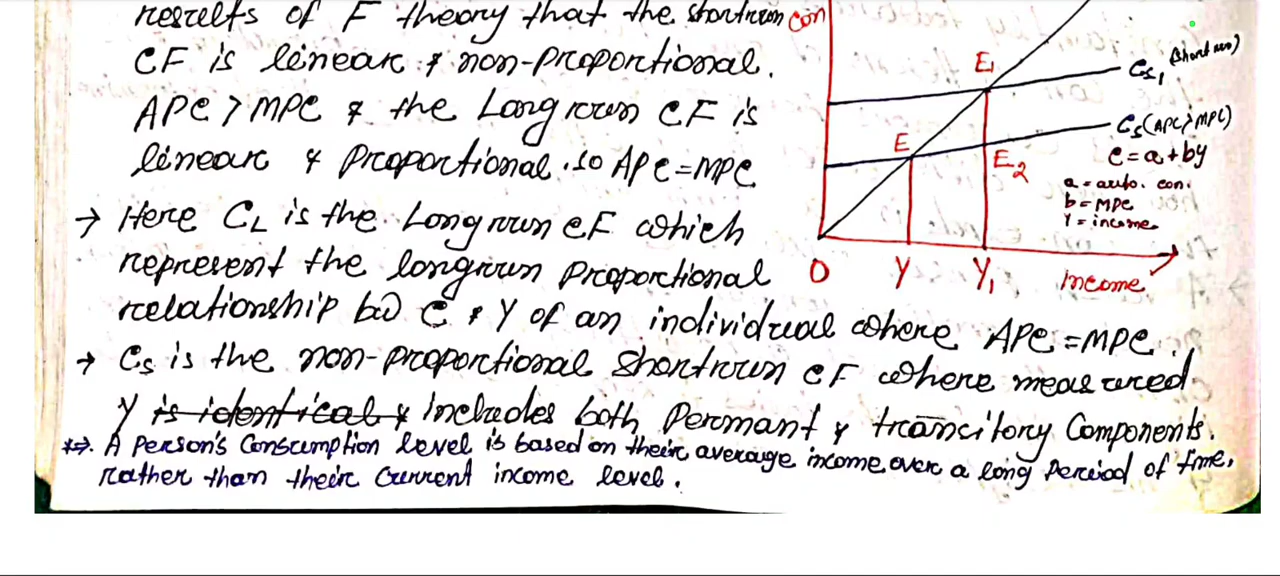 results of F theory that the shortrun
CF is linear & non-proportional.
APC > MPC & the Longrun CF is
linear & Proportional. so APC = MPC
→ Here CL is the Longrun CF which
represent the longrun proportional
relationship bw C & Y of an individual where APC = MPC.
→ Cs is the non-proportional shortrun CF where measured
Y is identical & includes both Permant & trancitory Components.
*⇒. A Person's Consumption level is based on their average income over a long Period of time,
rather than their current income level.
con
E1
Cs1 (Short run)
Cs (APC > MPC)
E
E2
C = a + by
a = auto. con.
b = MPC
Y = income
O Y Y1 Income